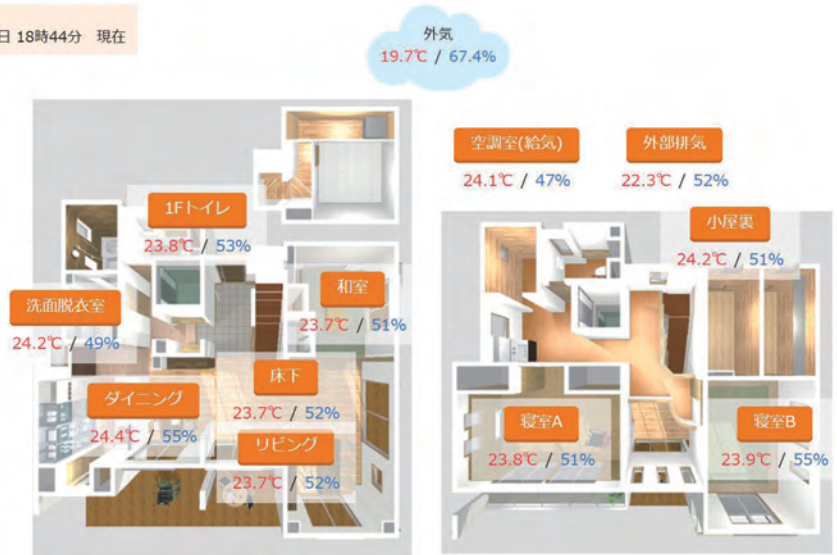 日 18時44分 現在
外気
19.7℃ / 67.4%
空調室(給気)
24.1℃ / 47%
外部排気
22.3℃ / 52%
1Fトイレ
23.8℃ / 53%
小屋裏
24.2℃ / 51%
和室
23.7℃ / 51%
洗面脱衣室
24.2℃ / 49%
床下
23.7℃ / 52%
ダイニング
24.4℃ / 55%
リビング
23.7℃ / 52%
寝室A
23.8℃ / 51%
寝室B
23.9℃ / 55%